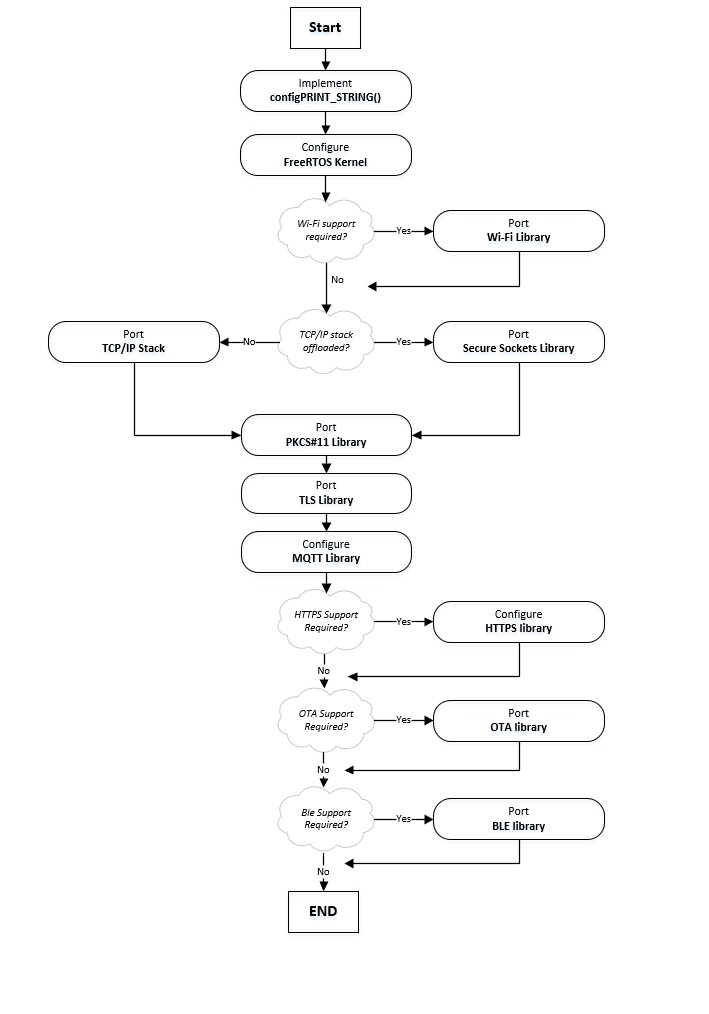 Start
Implement
configPRINT_STRING()
Configure
FreeRTOS Kernel
Wi-Fi support
required?
Yes
Port
Wi-Fi Library
No
TCP/IP stack
offloaded?
No
Port
TCP/IP Stack
Yes
Port
Secure Sockets Library
Port
PKCS#11 Library
Port
TLS Library
Configure
MQTT Library
HTTPS Support
Required?
Yes
Configure
HTTPS library
No
OTA Support
Required?
Yes
Port
OTA library
No
Ble Support
Required?
Yes
Port
BLE library
No
END